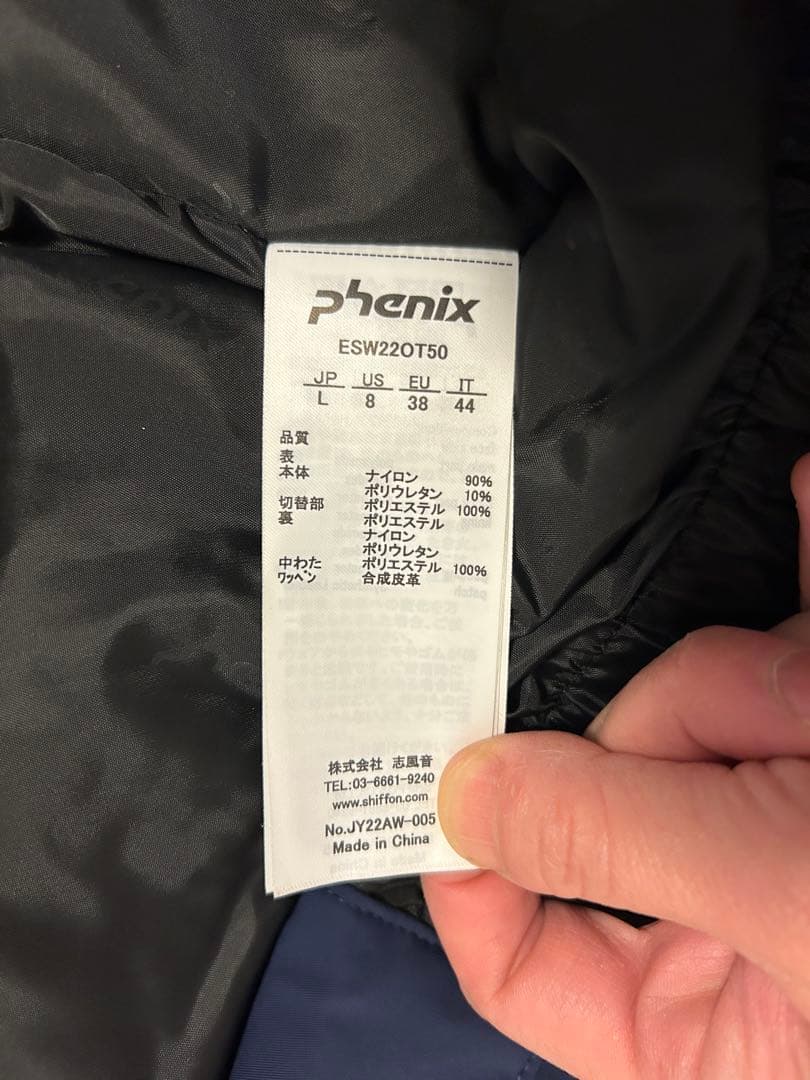 phenix
ESW22OT50
JP US EU IT
L 8 38 44
品質
表
本体 ナイロン 90%
ポリウレタン 10%
切替部 ポリエステル 100%
裏 ポリエステル
ナイロン
ポリウレタン
中わた ポリエステル 100%
ワッペン 合成皮革
株式会社 志風音
TEL:03-6661-9240
www.shiffon.com
No.JY22AW-005
Made in China